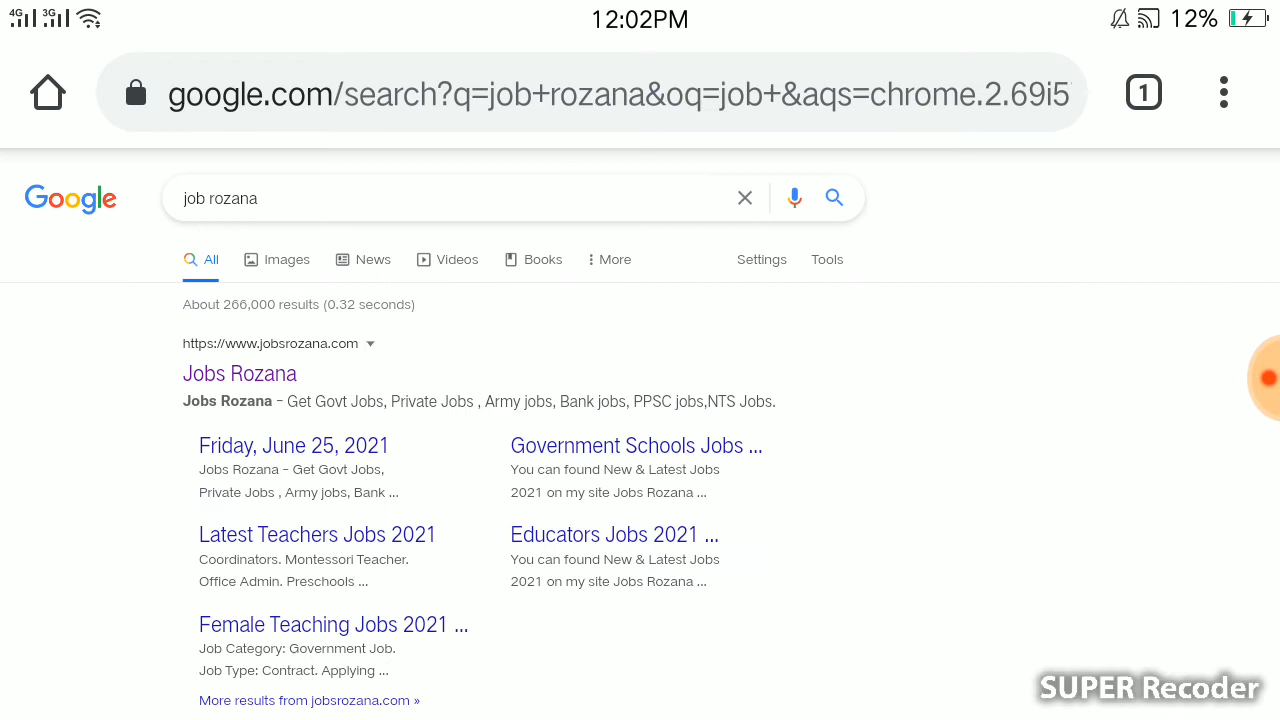 4G 3G 12:02PM 12%
google.com/search?q=job+rozana&oq=job+&aqs=chrome.2.69i5
1
Google job rozana
All Images News Videos Books More Settings Tools
About 266,000 results (0.32 seconds)
https://www.jobsrozana.com
Jobs Rozana
Jobs Rozana - Get Govt Jobs, Private Jobs , Army jobs, Bank jobs, PPSC jobs,NTS Jobs.
Friday, June 25, 2021
Jobs Rozana - Get Govt Jobs,
Private Jobs , Army jobs, Bank ...
Government Schools Jobs ...
You can found New & Latest Jobs
2021 on my site Jobs Rozana ...
Latest Teachers Jobs 2021
Coordinators. Montessori Teacher.
Office Admin. Preschools ...
Educators Jobs 2021 ...
You can found New & Latest Jobs
2021 on my site Jobs Rozana ...
Female Teaching Jobs 2021 ...
Job Category: Government Job.
Job Type: Contract. Applying ...
More results from jobsrozana.com »
SUPER Recoder